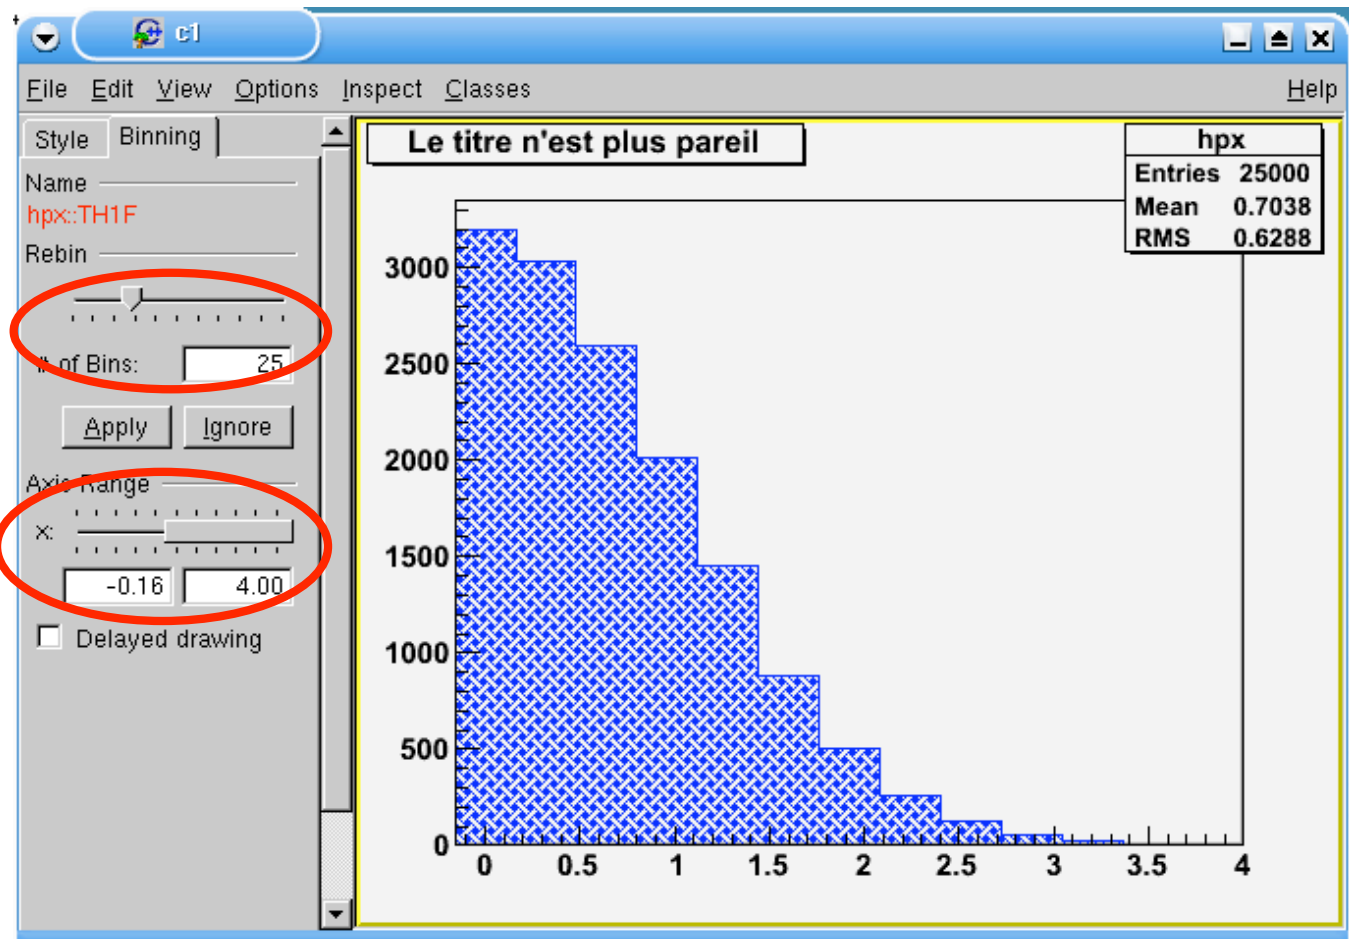 c1
File Edit View Options Inspect Classes Help
Style Binning
Name
hpx::TH1F
Rebin
# of Bins: 25
Apply Ignore
Axis Range
x:
-0.16 4.00
Delayed drawing
Le titre n'est plus pareil
hpx
Entries 25000
Mean 0.7038
RMS 0.6288
3000
2500
2000
1500
1000
500
0
0 0.5 1 1.5 2 2.5 3 3.5 4